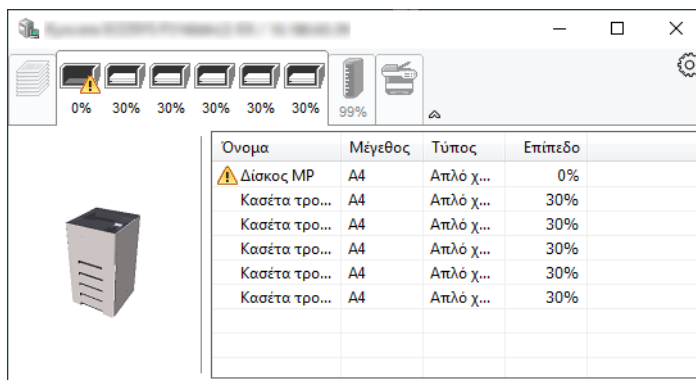 0% 30% 30% 30% 30% 30% 99%
Όνομα Μέγεθος Τύπος Επίπεδο
Δίσκος MP A4 Απλό χ... 0%
Κασέτα τρο... A4 Απλό χ... 30%
Κασέτα τρο... A4 Απλό χ... 30%
Κασέτα τρο... A4 Απλό χ... 30%
Κασέτα τρο... A4 Απλό χ... 30%
Κασέτα τρο... A4 Απλό χ... 30%